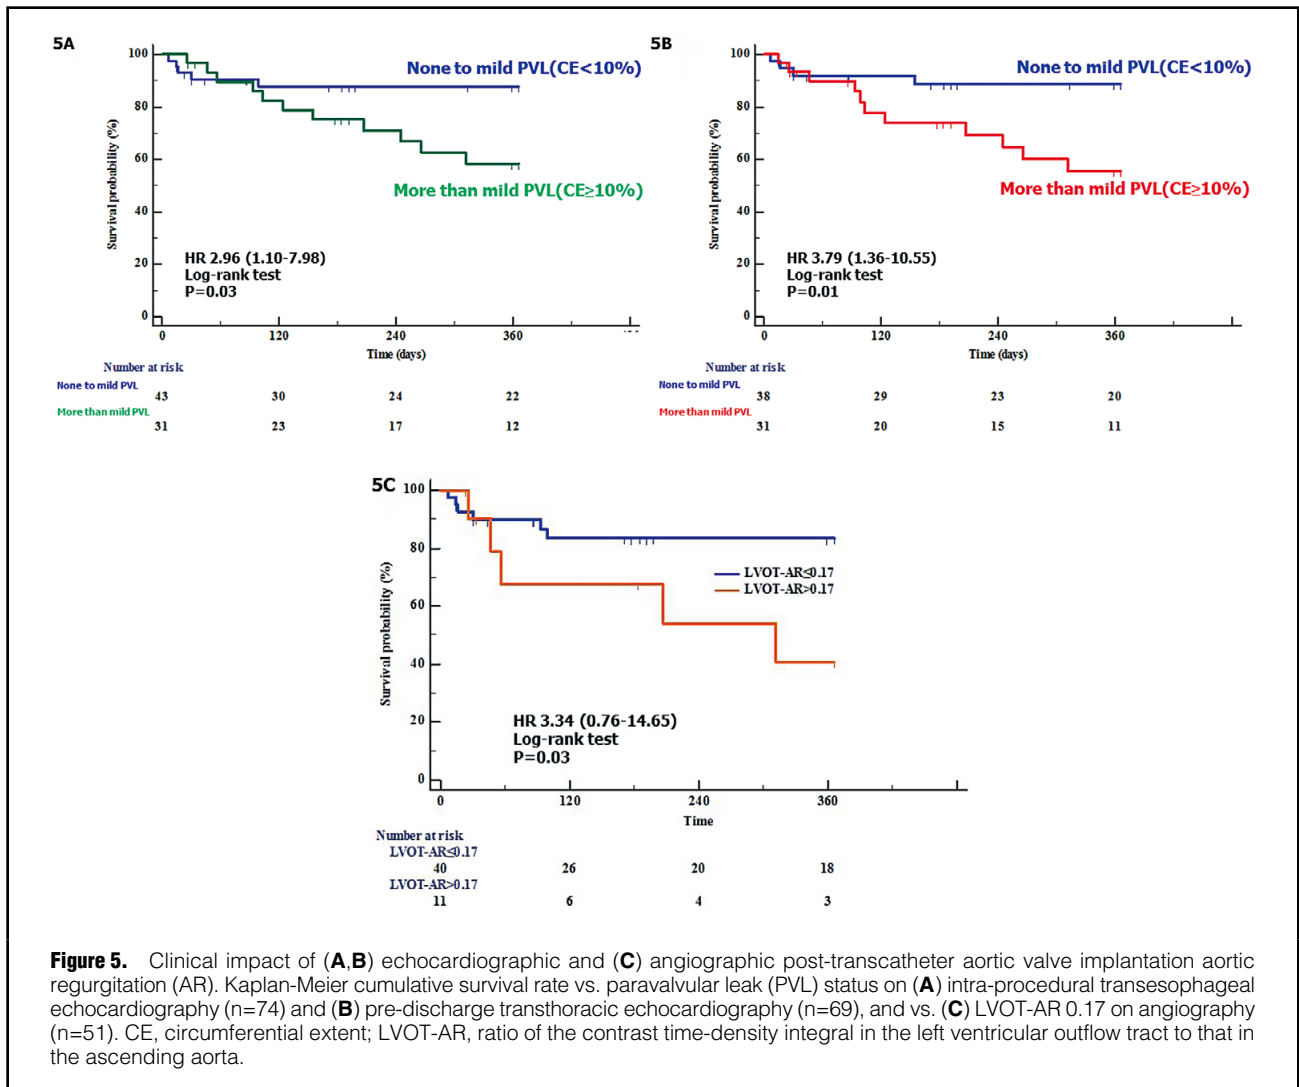 5A
100
80
60
40
20
0
Survival probability (%)
None to mild PVL(CE<10%)
More than mild PVL(CE≥10%)
HR 2.96 (1.10-7.98)
Log-rank test
P=0.03
0 120 240 360
Time (days)
Number at risk
None to mild PVL
43 30 24 22
More than mild PVL
31 23 17 12
5B
100
80
60
40
20
0
Survival probability (%)
None to mild PVL(CE<10%)
More than mild PVL(CE≥10%)
HR 3.79 (1.36-10.55)
Log-rank test
P=0.01
0 120 240 360
Time (days)
Number at risk
None to mild PVL
38 29 23 20
More than mild PVL
31 20 15 11
5C
100
80
60
40
20
0
Survival probability (%)
LVOT-AR≤0.17
LVOT-AR>0.17
HR 3.34 (0.76-14.65)
Log-rank test
P=0.03
0 120 240 360
Time
Number at risk
LVOT-AR≤0.17
40 26 20 18
LVOT-AR>0.17
11 6 4 3
Figure 5. Clinical impact of (A,B) echocardiographic and (C) angiographic post-transcatheter aortic valve implantation aortic
regurgitation (AR). Kaplan-Meier cumulative survival rate vs. paravalvular leak (PVL) status on (A) intra-procedural transesophageal
echocardiography (n=74) and (B) pre-discharge transthoracic echocardiography (n=69), and vs. (C) LVOT-AR 0.17 on angiography
(n=51). CE, circumferential extent; LVOT-AR, ratio of the contrast time-density integral in the left ventricular outflow tract to that in
the ascending aorta.